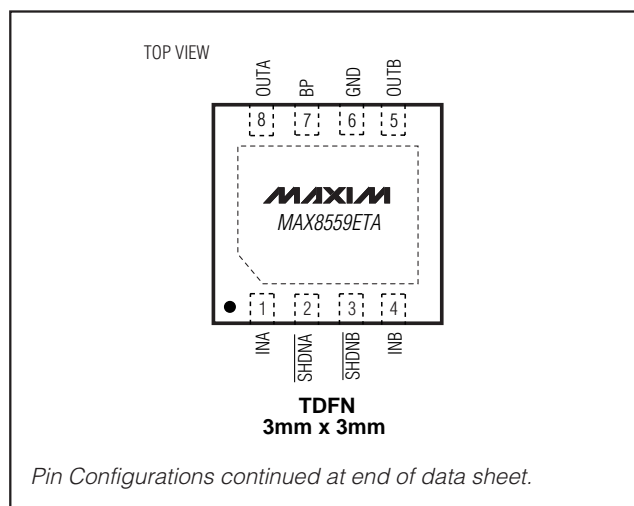 TOP VIEW
OUTA BP GND OUTB
8 7 6 5
MAXIM
MAX8559ETA
1 2 3 4
INA SHDNA SHDNB INB
TDFN
3mm x 3mm
Pin Configurations continued at end of data sheet.